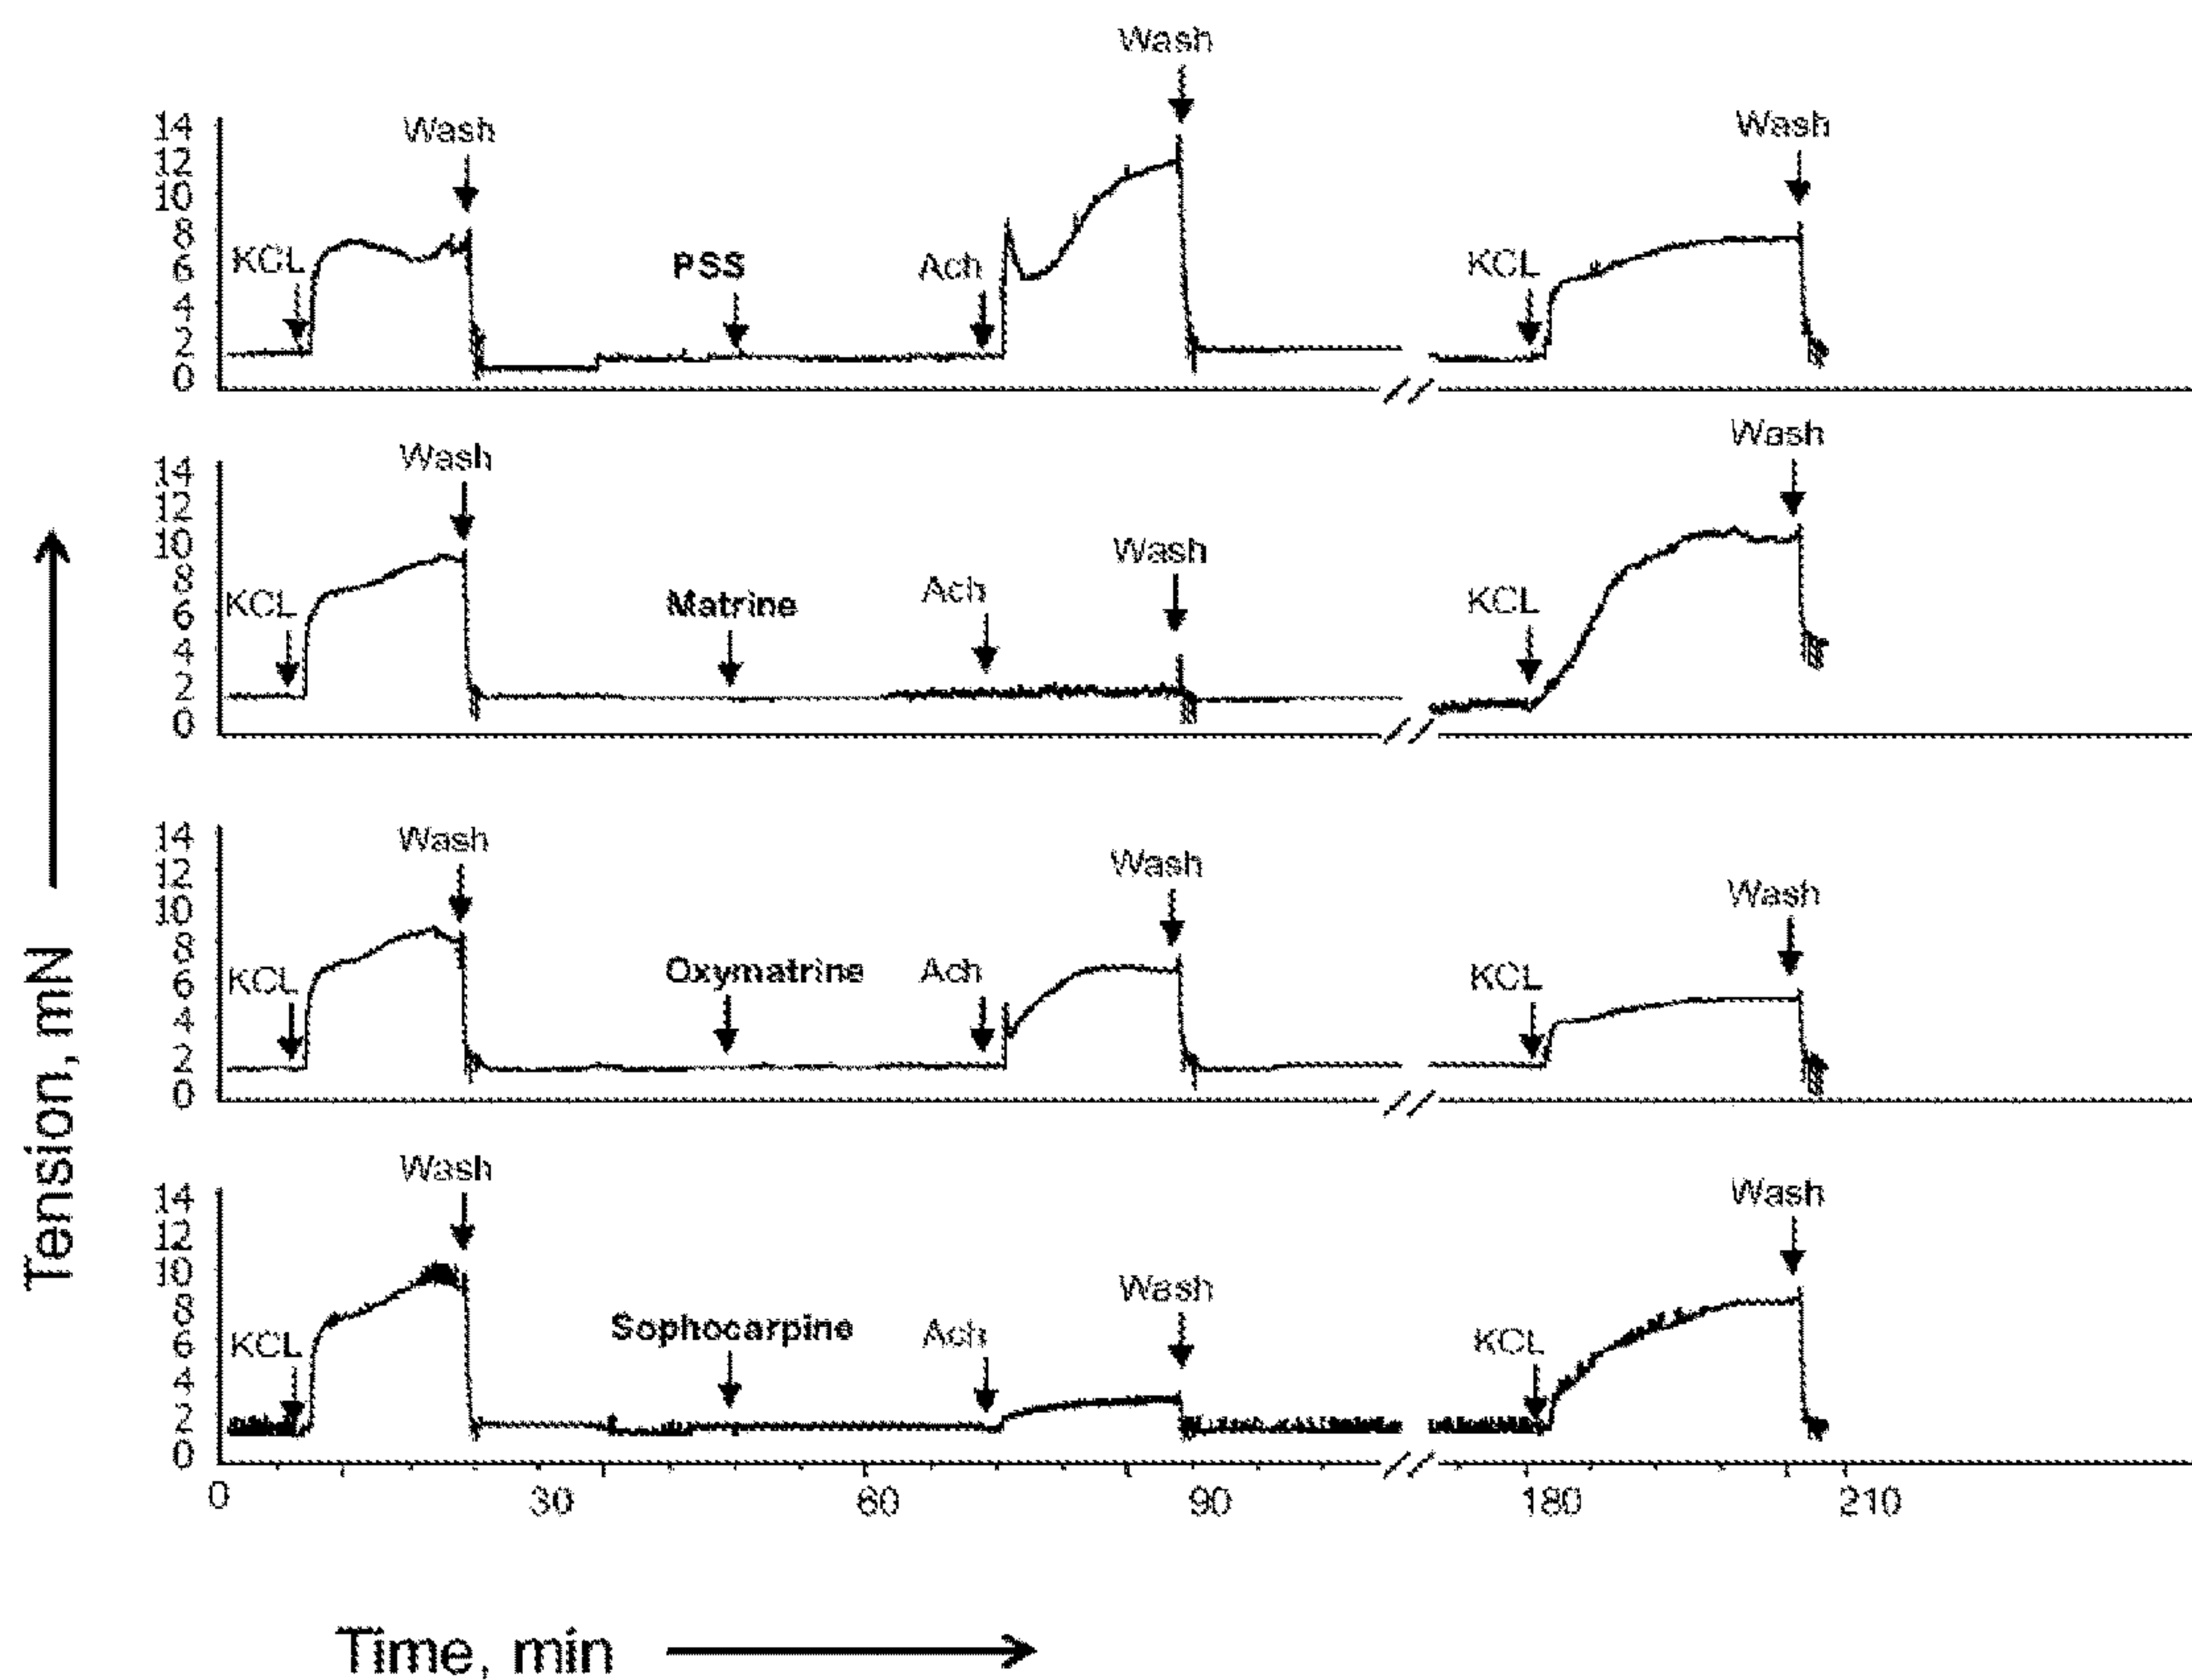 Wash
Wash Wash
14
12
10
8
6
4
2
0
KCL PSS Ach KCL
Wash
Wash
Wash
14
12
10
8
6
4
2
0
KCL Matrine Ach KCL
Wash
Wash
Wash
14
12
10
8
6
4
2
0
KCL Oxymatrine Ach KCL
Wash
Wash
Wash
14
12
10
8
6
4
2
0
KCL Sophocarpine Ach KCL
0 30 60 90 180 210
Tension, mN
Time, min